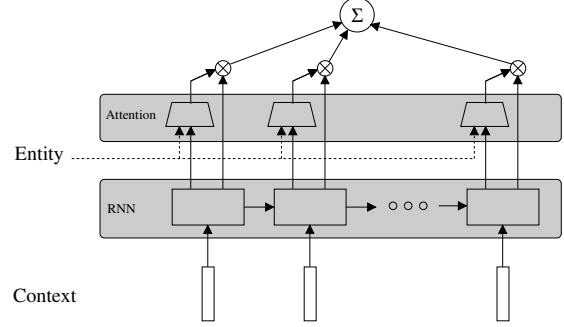 Σ
Attention
Entity
RNN
Context